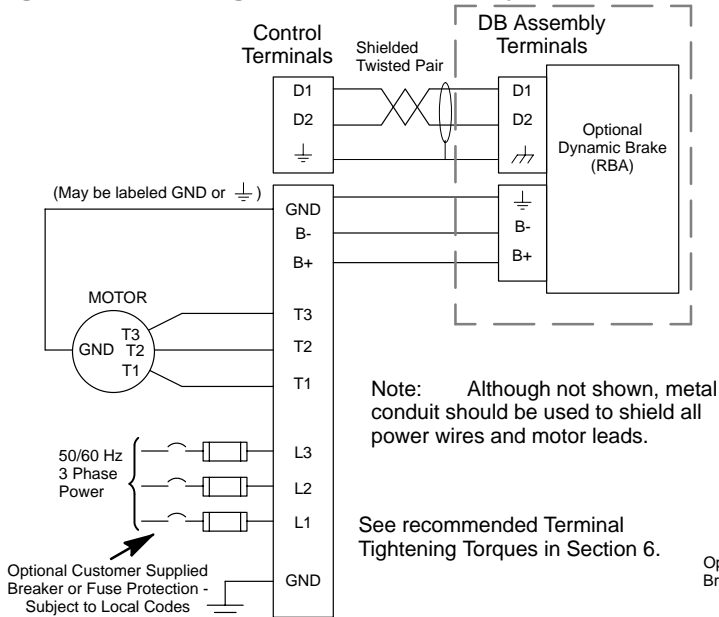 Control
Terminals
DB Assembly
Terminals
Shielded
Twisted Pair
D1
D2
D1
D2
Optional
Dynamic Brake
(RBA)
(May be labeled GND or ⏚)
GND
B-
B+
B-
B+
MOTOR
GND
T3
T2
T1
T3
T2
T1
Note: Although not shown, metal
conduit should be used to shield all
power wires and motor leads.
50/60 Hz
3 Phase
Power
L3
L2
L1
See recommended Terminal
Tightening Torques in Section 6.
Optional Customer Supplied
Breaker or Fuse Protection -
Subject to Local Codes
GND
Op
Br